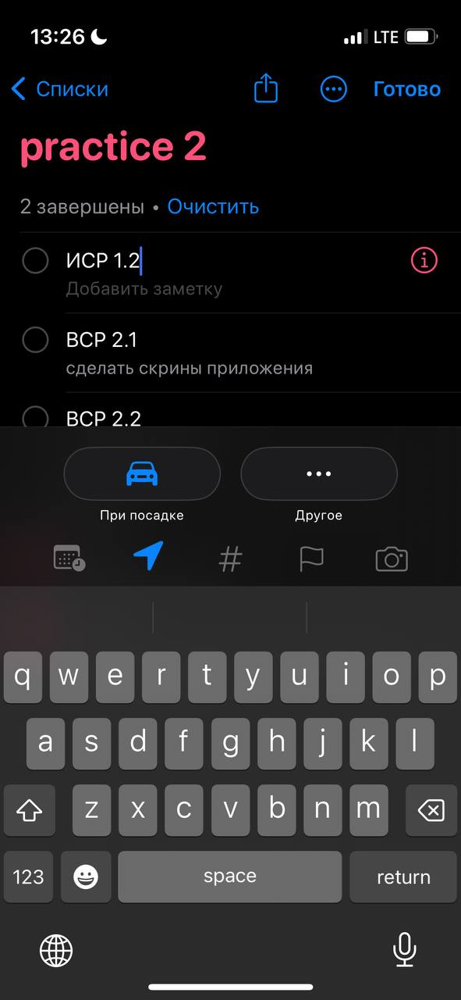 13:26 LTE
Списки Готово
practice 2
2 завершены • Очистить
ИСР 1.2
Добавить заметку
ВСР 2.1
сделать скрины приложения
ВСР 2.2
При посадке Другое
#
q w e r t y u i o p
a s d f g h j k l
z x c v b n m
123 space return